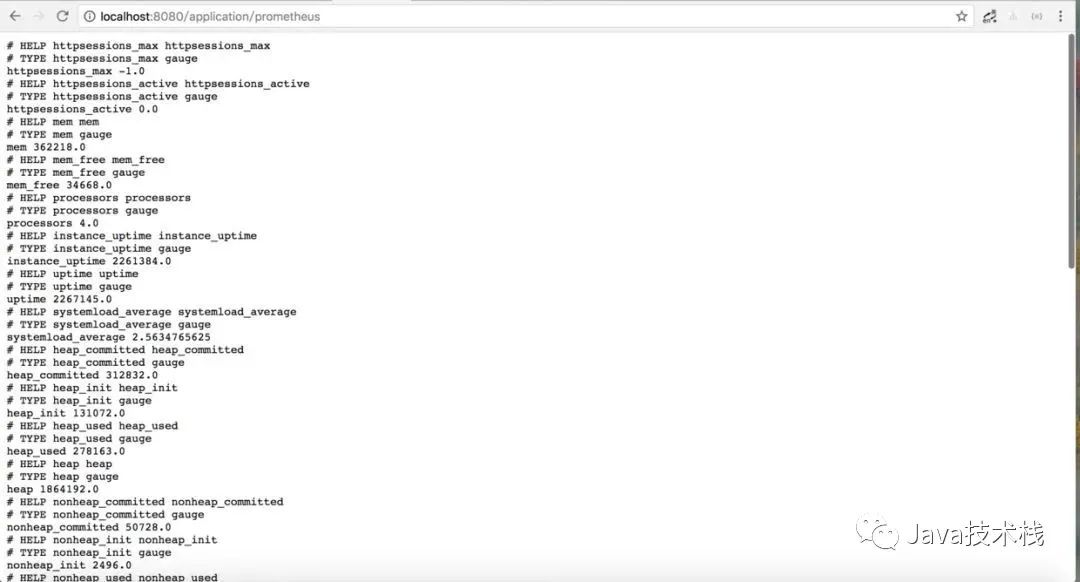 localhost:8080/application/prometheus
# HELP httpsessions_max httpsessions_max
# TYPE httpsessions_max gauge
httpsessions_max -1.0
# HELP httpsessions_active httpsessions_active
# TYPE httpsessions_active gauge
httpsessions_active 0.0
# HELP mem mem
# TYPE mem gauge
mem 362218.0
# HELP mem_free mem_free
# TYPE mem_free gauge
mem_free 34668.0
# HELP processors processors
# TYPE processors gauge
processors 4.0
# HELP instance_uptime instance_uptime
# TYPE instance_uptime gauge
instance_uptime 2261384.0
# HELP uptime uptime
# TYPE uptime gauge
uptime 2267145.0
# HELP systemload_average systemload_average
# TYPE systemload_average gauge
systemload_average 2.5634765625
# HELP heap_committed heap_committed
# TYPE heap_committed gauge
heap_committed 312832.0
# HELP heap_init heap_init
# TYPE heap_init gauge
heap_init 131072.0
# HELP heap_used heap_used
# TYPE heap_used gauge
heap_used 278163.0
# HELP heap heap
# TYPE heap gauge
heap 1864192.0
# HELP nonheap_committed nonheap_committed
# TYPE nonheap_committed gauge
nonheap_committed 50728.0
# HELP nonheap_init nonheap_init
# TYPE nonheap_init gauge
nonheap_init 2496.0
# HELP nonheap_used nonheap_used
Java技术栈